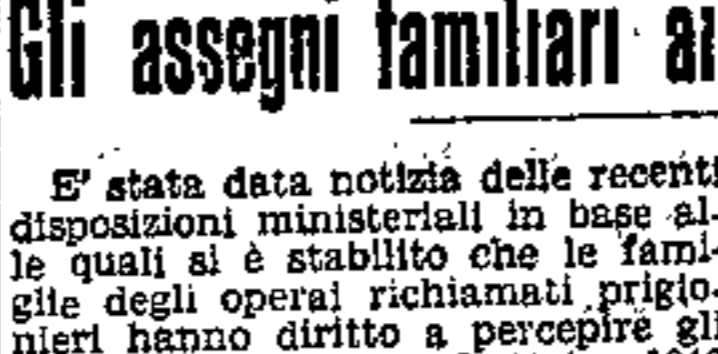 Gli assegni familiari ai
E' stata data notizia delle recenti
disposizioni ministeriali in base al-
le quali si è stabilito che le fami-
glie degli operai richiamati prigio-
nieri hanno diritto a percepire gli